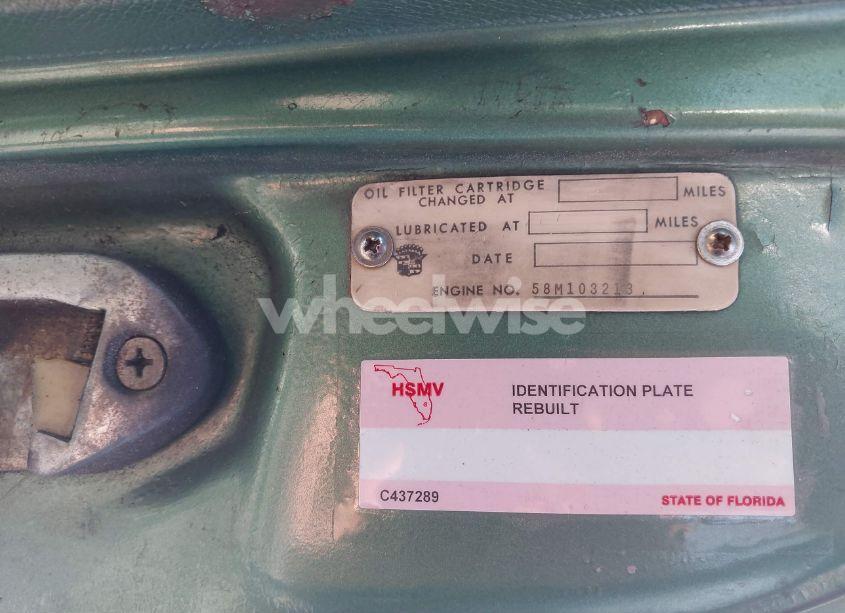 OIL FILTER CARTRIDGE
CHANGED AT MILES
LUBRICATED AT MILES
DATE
ENGINE NO. 58M103213.
wheelwise
HSMV
IDENTIFICATION PLATE
REBUILT
C437289
STATE OF FLORIDA